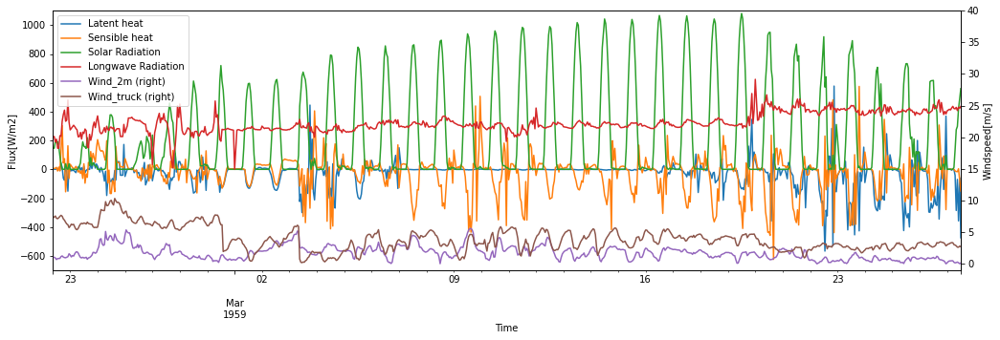 Latent heat
Sensible heat
Solar Radiation
Longwave Radiation
Wind_2m (right)
Wind_truck (right)
Flux[W/m2]
1000
800
600
400
200
0
−200
−400
−600
40
35
30
25
20
15
10
5
0
Windspeed[m/s]
23
02
09
16
23
Mar
1959
Time